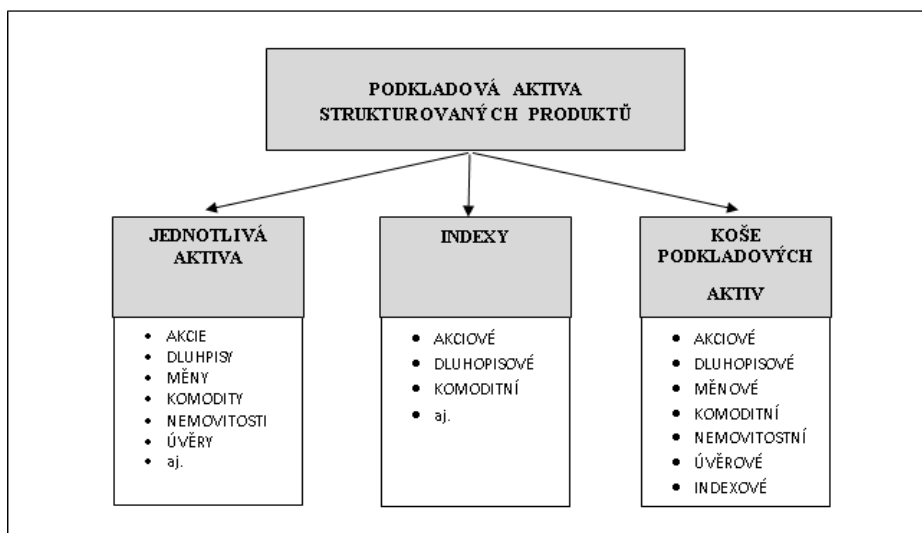 PODKLADOVÁ AKTIVA
STRUKTUROVANÝCH PRODUKTŮ
JEDNOTLIVÁ
AKTIVA
• AKCIE
• DLUHPISY
• MĚNY
• KOMODITY
• NEMOVITOSTI
• ÚVĚRY
• aj.
INDEXY
• AKCIOVÉ
• DLUHOPISOVÉ
• KOMODITNÍ
• aj.
KOŠE
PODKLADOVÝCH
AKTIV
• AKCIOVÉ
• DLUHOPISOVÉ
• MĚNOVÉ
• KOMODITNÍ
• NEMOVITOSTNÍ
• ÚVĚROVÉ
• INDEXOVÉ